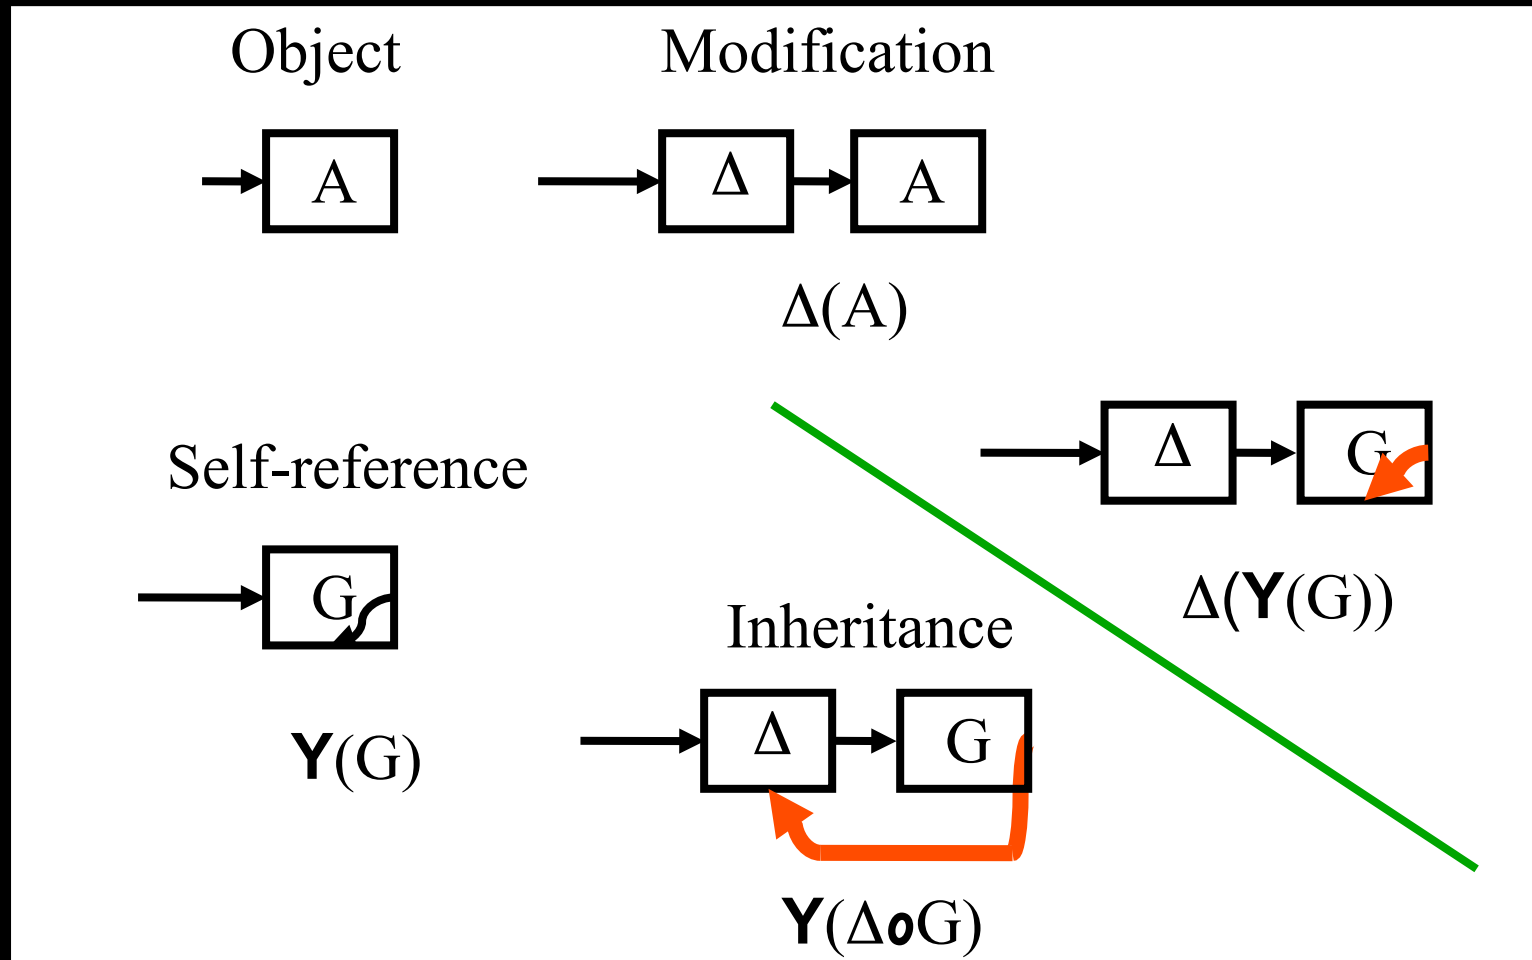 Object
Modification
A
Δ
A
Δ(A)
Δ
G
Self-reference
G
Δ(Y(G))
Inheritance
Δ
G
Y(G)
Y(ΔoG)